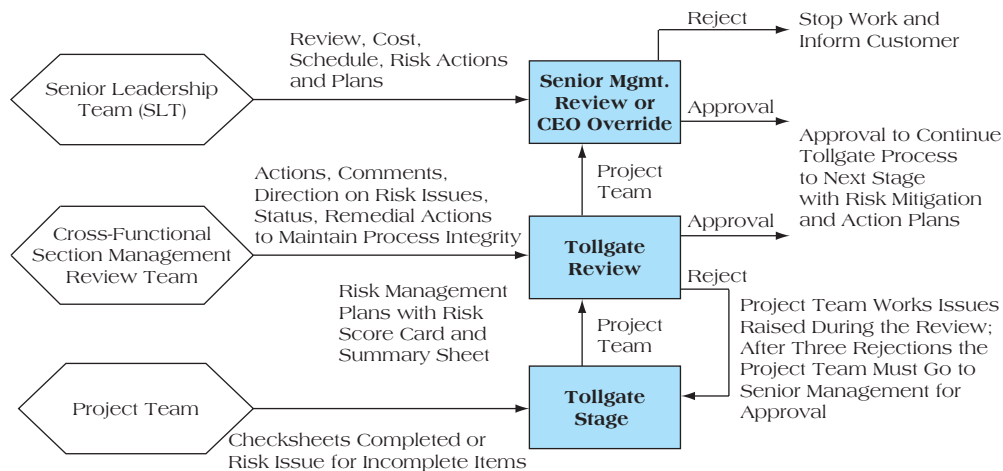 Reject
Stop Work and
Inform Customer
Review, Cost,
Schedule, Risk Actions
and Plans
Senior Leadership
Team (SLT)
Senior Mgmt.
Review or
CEO Override
Approval
Approval to Continue
Tollgate Process
to Next Stage
with Risk Mitigation
and Action Plans
Project
Team
Actions, Comments,
Direction on Risk Issues,
Status, Remedial Actions
to Maintain Process Integrity
Cross-Functional
Section Management
Review Team
Tollgate
Review
Approval
Reject
Project Team Works Issues
Raised During the Review;
After Three Rejections the
Project Team Must Go to
Senior Management for
Approval
Risk Management
Plans with Risk
Score Card and
Summary Sheet
Project
Team
Project Team
Tollgate
Stage
Checksheets Completed or
Risk Issue for Incomplete Items